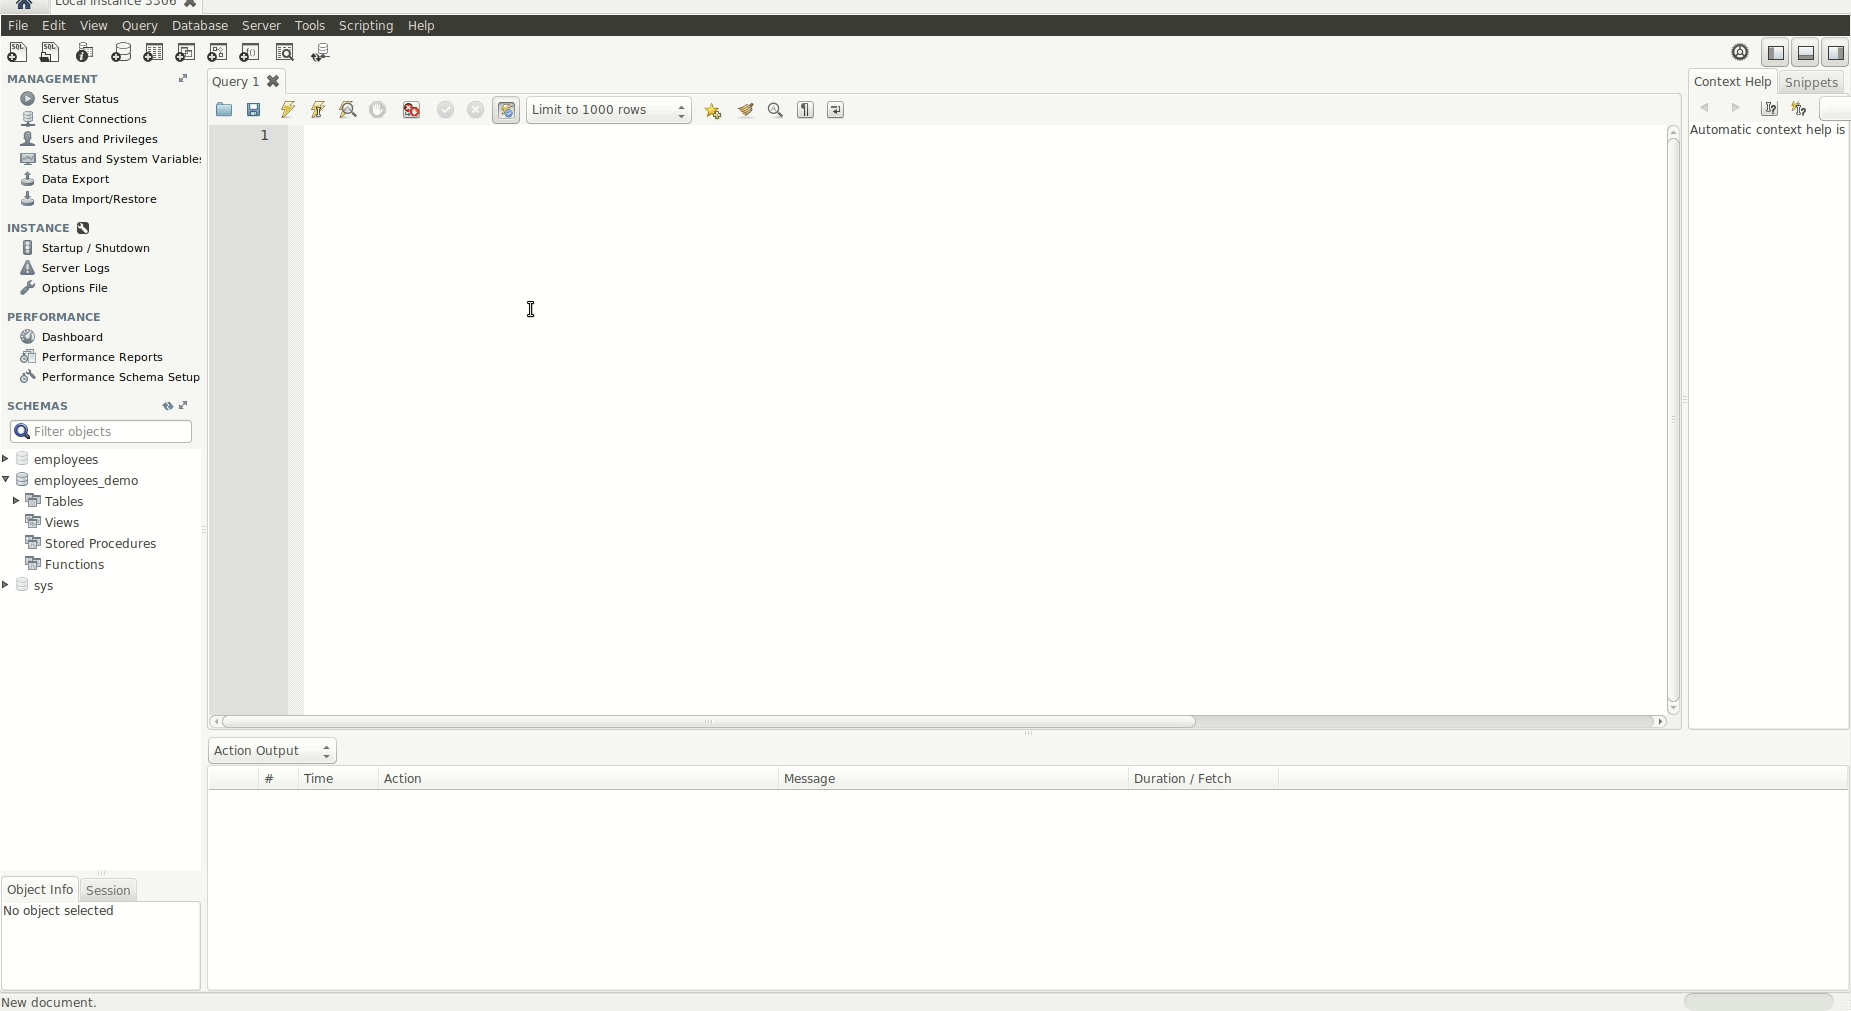 Local instance 3306
File Edit View Query Database Server Tools Scripting Help
MANAGEMENT
Server Status
Client Connections
Users and Privileges
Status and System Variables
Data Export
Data Import/Restore
INSTANCE
Startup / Shutdown
Server Logs
Options File
PERFORMANCE
Dashboard
Performance Reports
Performance Schema Setup
SCHEMAS
Filter objects
employees
employees_demo
Tables
Views
Stored Procedures
Functions
sys
Object Info Session
No object selected
Query 1
Limit to 1000 rows
1
Context Help Snippets
Automatic context help is
Action Output
# Time Action Message Duration / Fetch
New document.